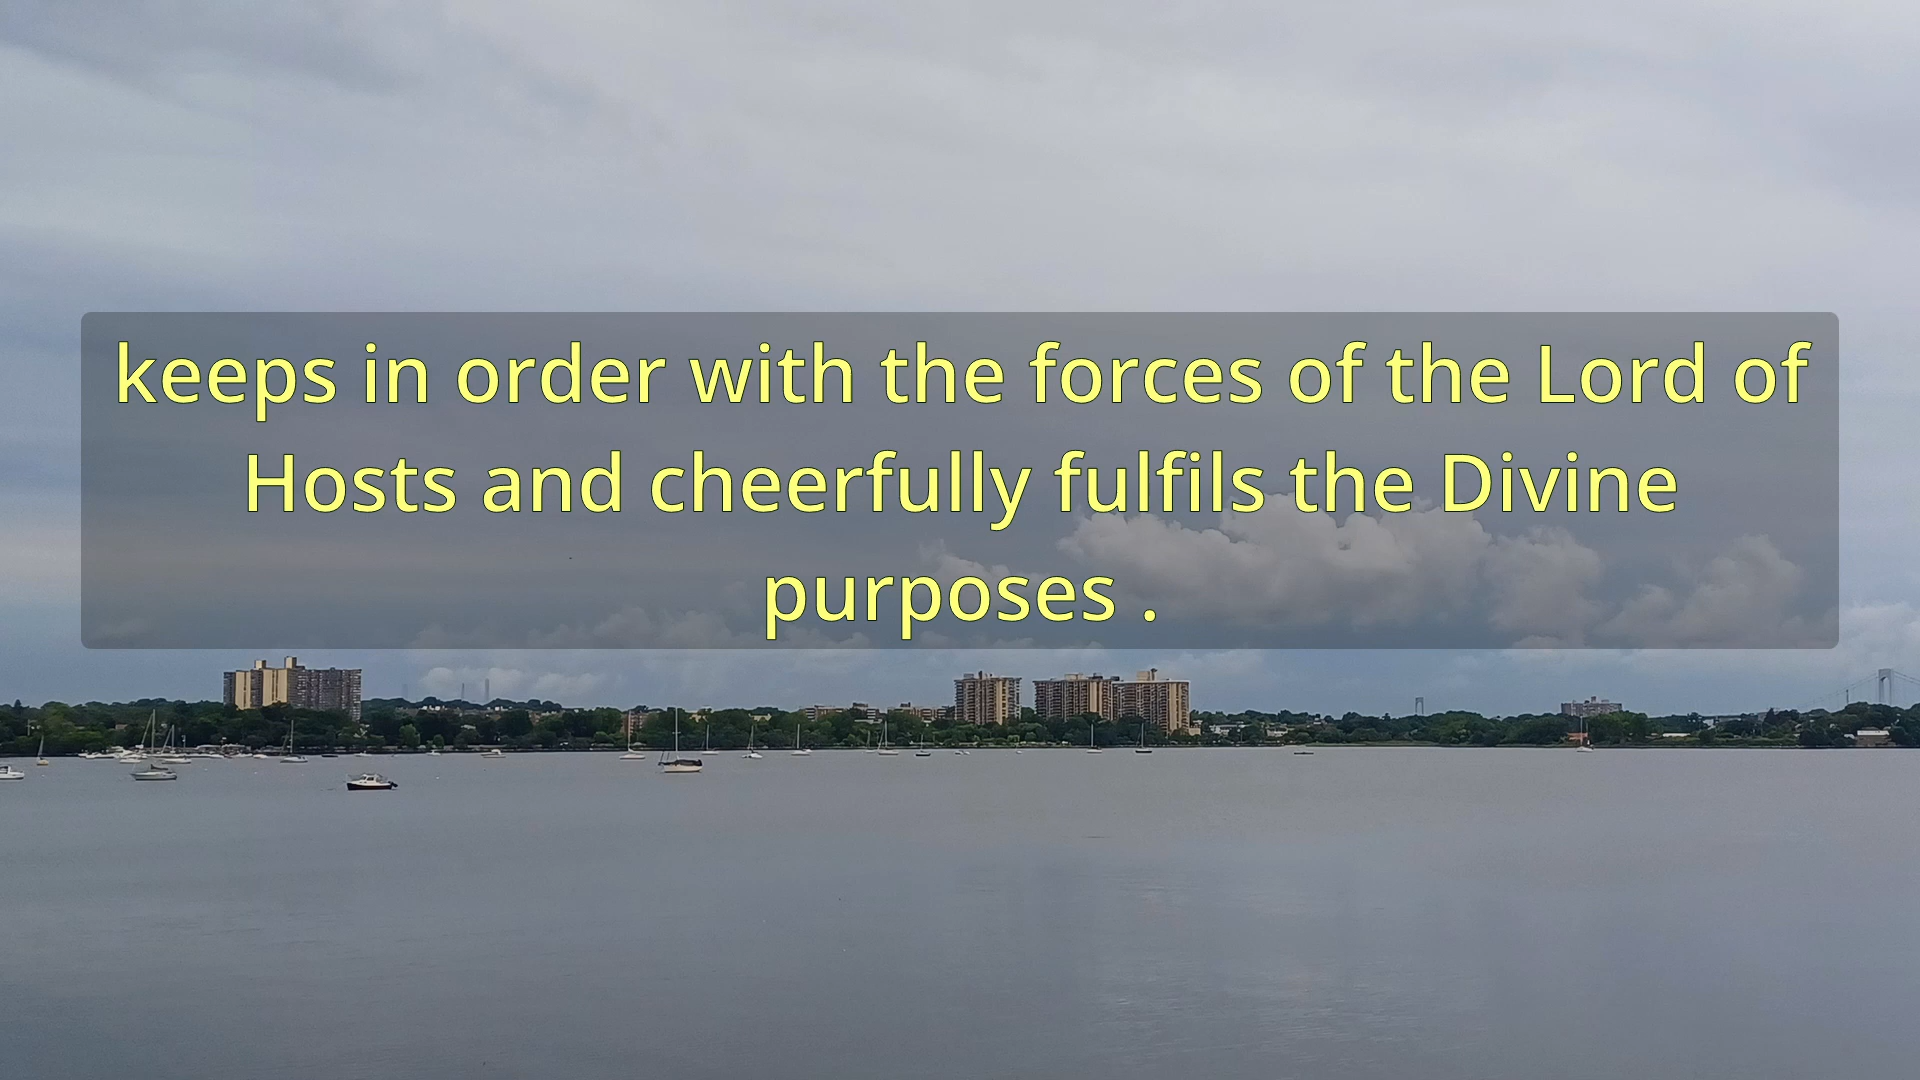 keeps in order with the forces of the Lord of
Hosts and cheerfully fulfils the Divine
purposes .